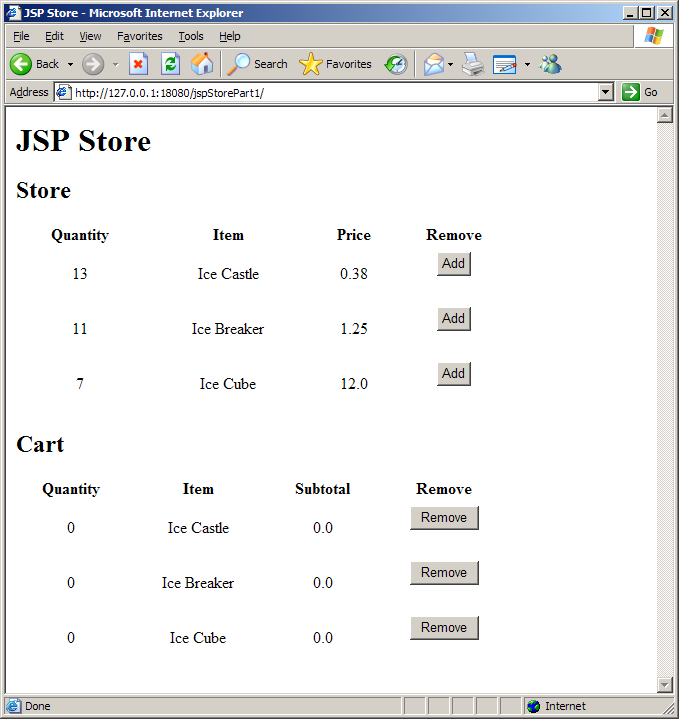 JSP Store - Microsoft Internet Explorer
File Edit View Favorites Tools Help
Back Search Favorites
Address http://127.0.0.1:18080/jspStorePart1/ Go
JSP Store
Store
Quantity Item Price Remove
13 Ice Castle 0.38 Add
11 Ice Breaker 1.25 Add
7 Ice Cube 12.0 Add
Cart
Quantity Item Subtotal Remove
0 Ice Castle 0.0 Remove
0 Ice Breaker 0.0 Remove
0 Ice Cube 0.0 Remove
Done Internet